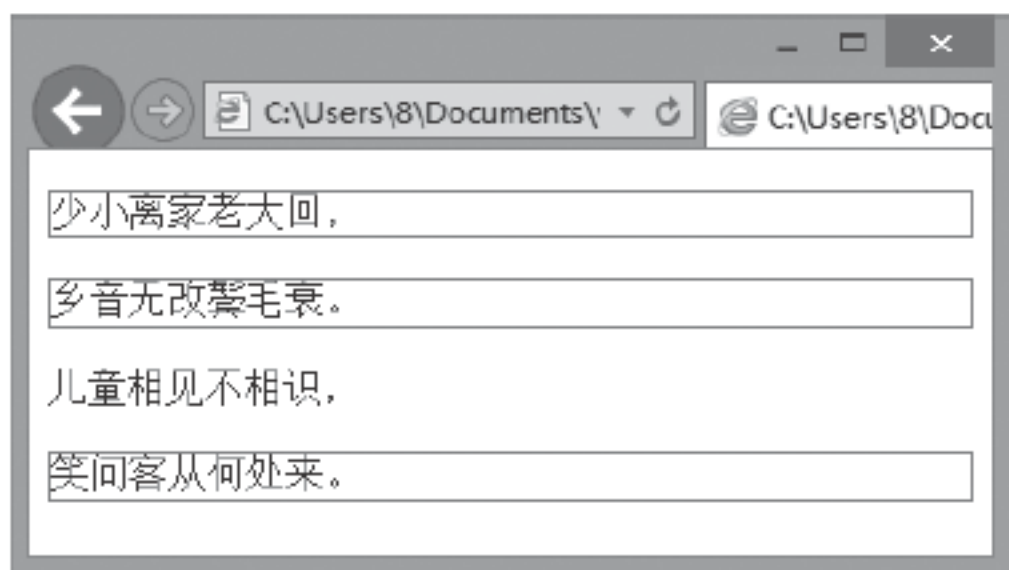 C:\Users\8\Documents\
C:\Users\8\Docu
少小离家老大回，
乡音无改鬓毛衰。
儿童相见不相识，
笑问客从何处来。